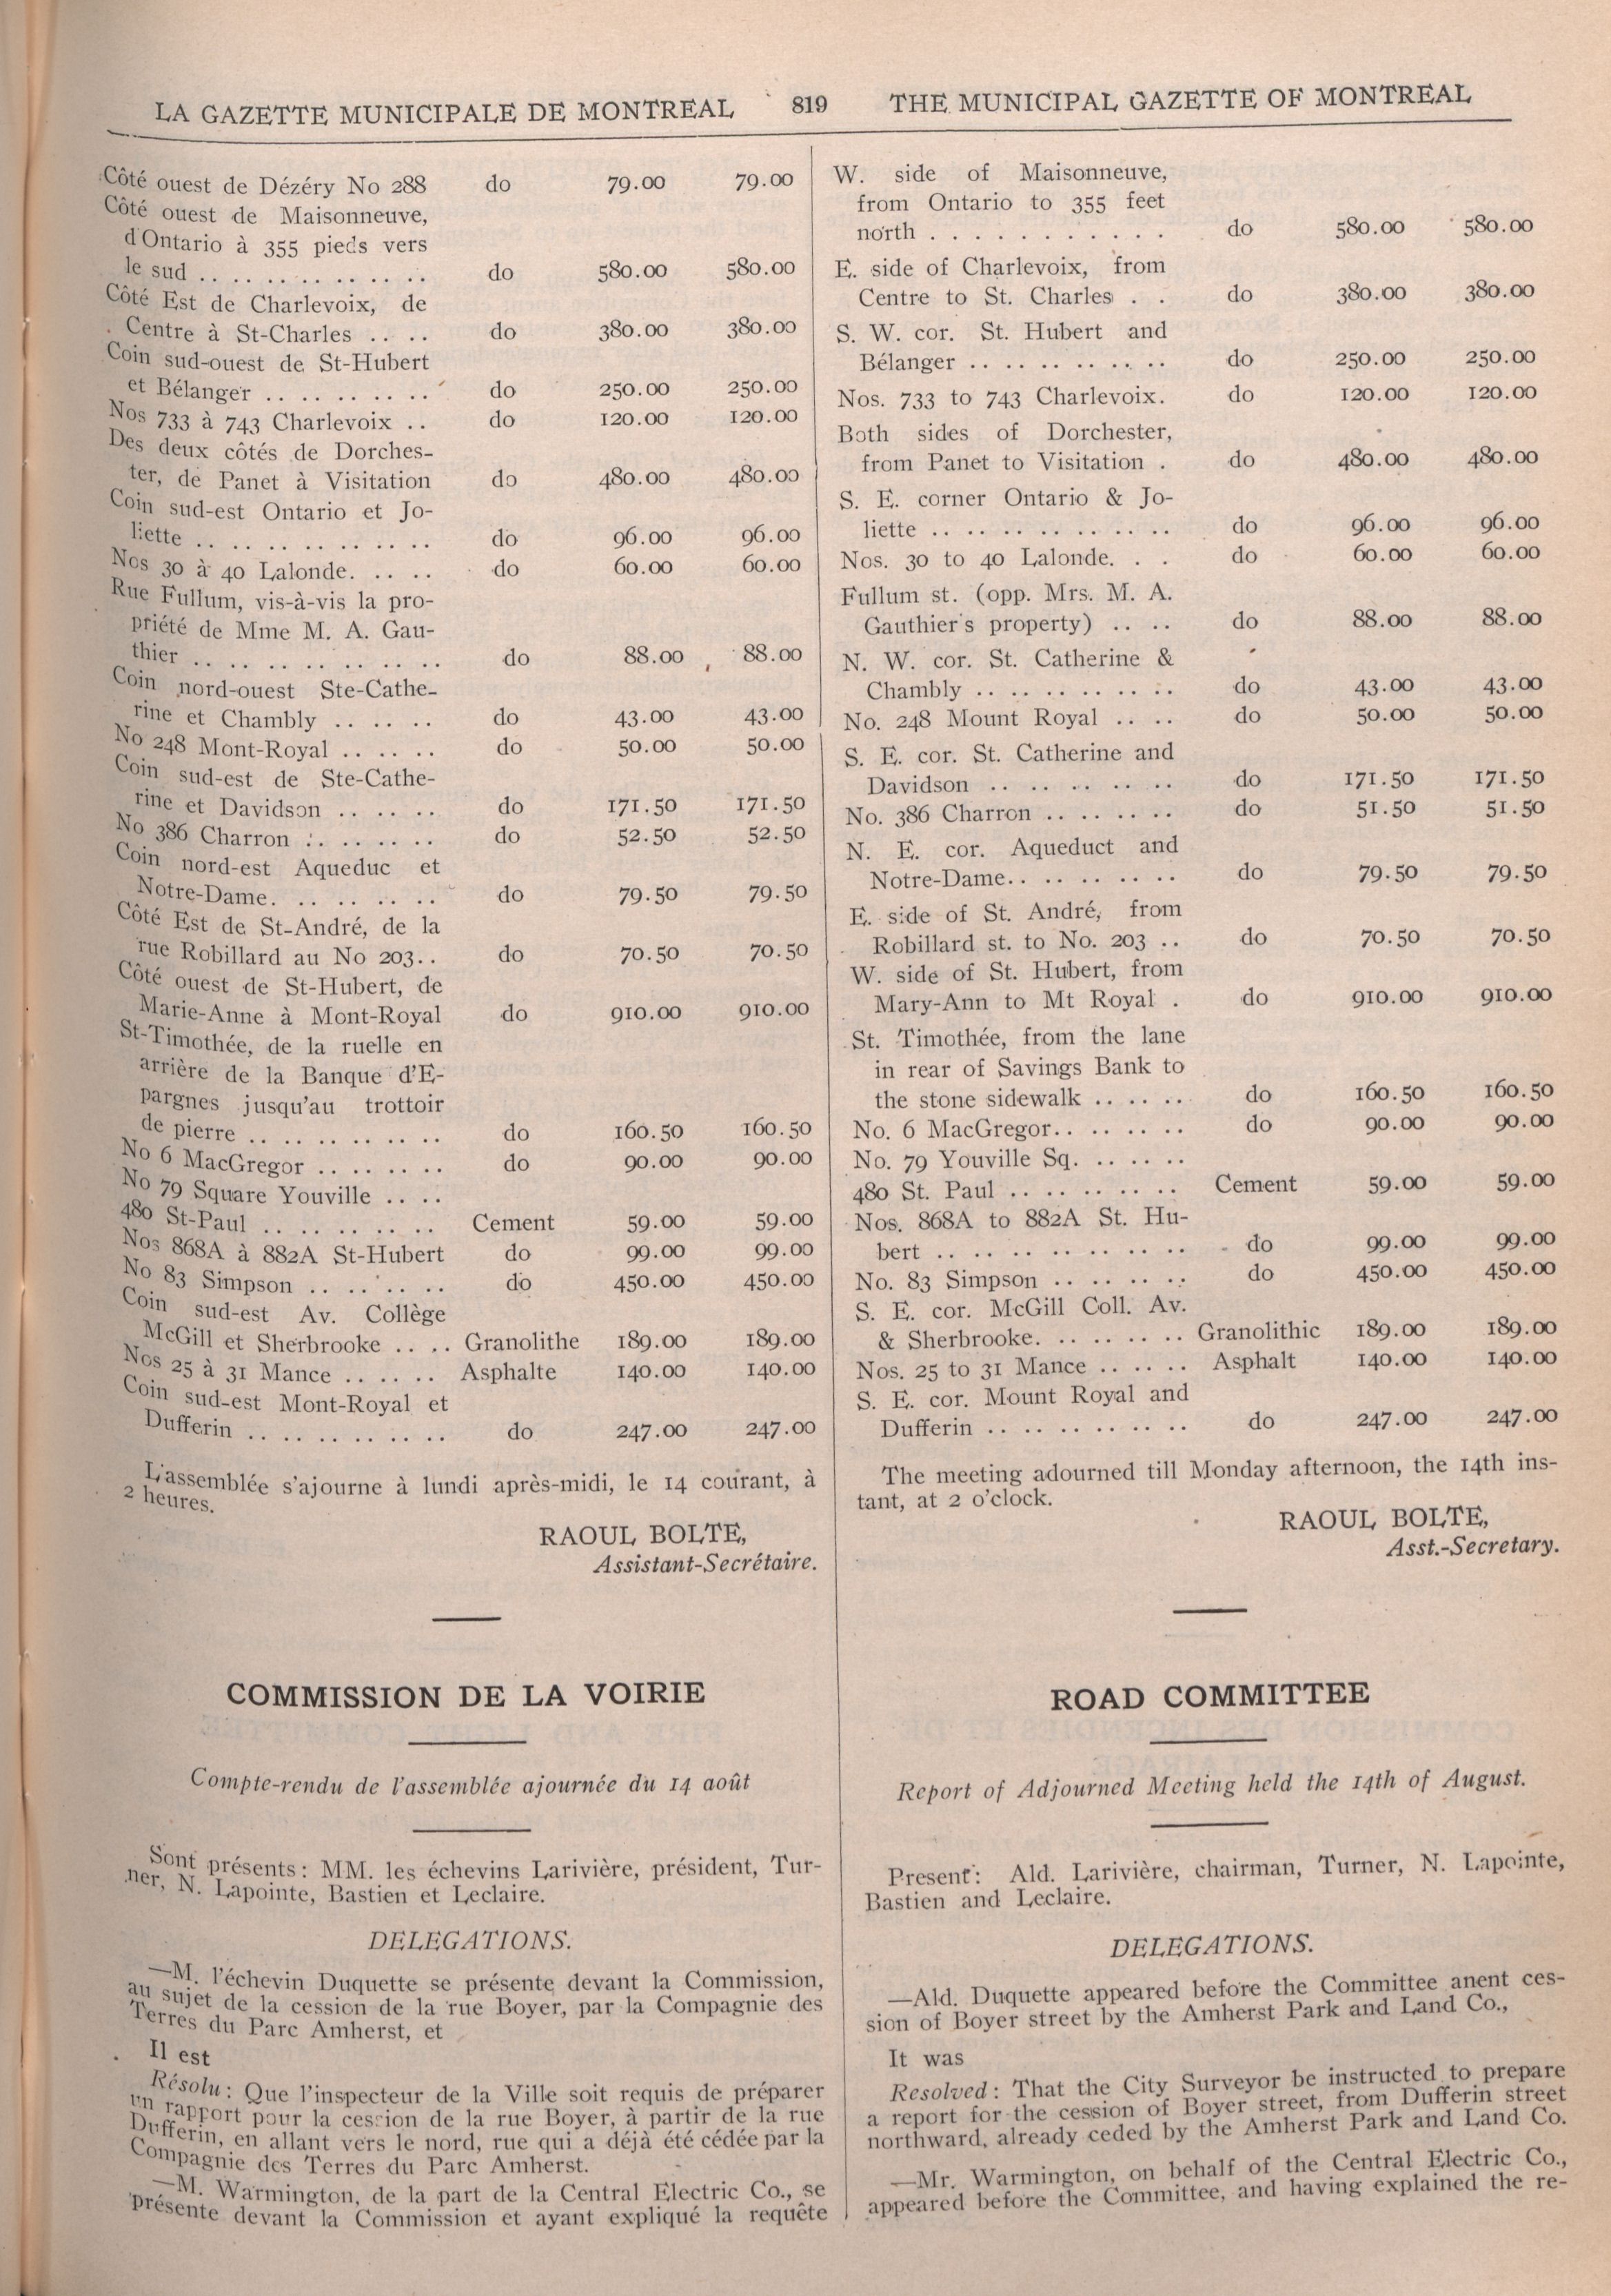 LA GAZETTE MUNICIPALE DE MONTREAL 819 THE MUNICIPAL GAZETTE OF MONTREAL
Côté ouest de Dézéry No 288 do 79.00 79.00
Côté ouest de Maisonneuve,
d'Ontario à 355 pieds vers
le sud .. .. .. .. .. .. .. do 580.00 580.00
Côté Est de Charlevoix, de
Centre à St-Charles .. .. do 380.00 380.00
Coin sud-ouest de St-Hubert
et Bélanger .. .. .. .. .. do 250.00 250.00
Nos 733 à 743 Charlevoix .. do 120.00 120.00
Des deux côtés de Dorches-
ter, de Panet à Visitation do 480.00 480.00
Coin sud-est Ontario et Jo-
liette .. .. .. .. .. .. .. do 96.00 96.00
Nos 30 à 40 Lalonde. .. .. do 60.00 60.00
Rue Fullum, vis-à-vis la pro-
priété de Mme M. A. Gau-
thier .. .. .. .. .. .. .. do 88.00 88.00
Coin nord-ouest Ste-Cathe-
rine et Chambly .. .. .. do 43.00 43.00
No 248 Mont-Royal .. .. .. do 50.00 50.00
Coin sud-est de Ste-Cathe-
rine et Davidson .. .. .. do 171.50 171.50
No 386 Charron .. .. .. .. do 52.50 52.50
Coin nord-est Aqueduc et
Notre-Dame. .. .. .. .. do 79.50 79.50
Côté Est de St-André, de la
rue Robillard au No 203.. do 70.50 70.50
Côté ouest de St-Hubert, de
Marie-Anne à Mont-Royal do 910.00 910.00
St-Timothée, de la ruelle en
arrière de la Banque d'E-
pargnes jusqu'au trottoir
de pierre .. .. .. .. .. .. do 160.50 160.50
No 6 MacGregor .. .. .. .. do 90.00 90.00
No 79 Square Youville .. ..
480 St-Paul .. .. .. .. .. Cement 59.00 59.00
Nos 868A à 882A St-Hubert do 99.00 99.00
No 83 Simpson .. .. .. .. do 450.00 450.00
Coin sud-est Av. Collège
McGill et Sherbrooke .. .. Granolithe 189.00 189.00
Nos 25 à 31 Mance .. .. .. Asphalte 140.00 140.00
Coin sud-est Mont-Royal et
Dufferin .. .. .. .. .. .. do 247.00 247.00
L'assemblée s'ajourne à lundi après-midi, le 14 courant, à
2 heures.
RAOUL BOLTE,
Assistant-Secrétaire.
COMMISSION DE LA VOIRIE
Compte-rendu de l'assemblée ajournée du 14 août
Sont présents: MM. les échevins Larivière, président, Tur-
ner, N. Lapointe, Bastien et Leclaire.
DELEGATIONS.
—M. l'échevin Duquette se présente devant la Commission,
au sujet de la cession de la rue Boyer, par la Compagnie des
Terres du Parc Amherst, et
Il est
Résolu: Que l'inspecteur de la Ville soit requis de préparer
un rapport pour la cession de la rue Boyer, à partir de la rue
Dufferin, en allant vers le nord, rue qui a déjà été cédée par la
Compagnie des Terres du Parc Amherst.
—M. Warmington, de la part de la Central Electric Co., se
présente devant la Commission et ayant expliqué la requête
W. side of Maisonneuve,
from Ontario to 355 feet
north . . . . . . . . . . . do 580.00 580.00
E. side of Charlevoix, from
Centre to St. Charles . . do 380.00 380.00
S. W. cor. St. Hubert and
Bélanger .. .. .. .. .. .. do 250.00 250.00
Nos. 733 to 743 Charlevoix. do 120.00 120.00
Both sides of Dorchester,
from Panet to Visitation . do 480.00 480.00
S. E. corner Ontario & Jo-
liette .. .. .. .. .. .. .. do 96.00 96.00
Nos. 30 to 40 Lalonde. . . do 60.00 60.00
Fullum st. (opp. Mrs. M. A.
Gauthier's property) .. .. do 88.00 88.00
N. W. cor. St. Catherine &
Chambly .. .. .. .. .. .. do 43.00 43.00
No. 248 Mount Royal .. .. do 50.00 50.00
S. E. cor. St. Catherine and
Davidson .. .. .. .. .. .. do 171.50 171.50
No. 386 Charron .. .. .. .. do 51.50 51.50
N. E. cor. Aqueduct and
Notre-Dame.. .. .. .. .. do 79.50 79.50
E. side of St. André, from
Robillard st. to No. 203 .. do 70.50 70.50
W. side of St. Hubert, from
Mary-Ann to Mt Royal . do 910.00 910.00
St. Timothée, from the lane
in rear of Savings Bank to
the stone sidewalk .. .. .. do 160.50 160.50
No. 6 MacGregor.. .. .. .. do 90.00 90.00
No. 79 Youville Sq. .. .. ..
480 St. Paul .. .. .. .. .. Cement 59.00 59.00
Nos. 868A to 882A St. Hu-
bert .. .. .. .. .. .. .. do 99.00 99.00
No. 83 Simpson .. .. .. .. do 450.00 450.00
S. E. cor. McGill Coll. Av.
& Sherbrooke. .. .. .. .. Granolithic 189.00 189.00
Nos. 25 to 31 Mance .. .. .. Asphalt 140.00 140.00
S. E. cor. Mount Royal and
Dufferin .. .. .. .. .. .. do 247.00 247.00
The meeting adourned till Monday afternoon, the 14th ins-
tant, at 2 o'clock.
RAOUL BOLTE,
Asst.-Secretary.
ROAD COMMITTEE
Report of Adjourned Meeting held the 14th of August.
Present: Ald. Larivière, chairman, Turner, N. Lapointe,
Bastien and Leclaire.
DELEGATIONS.
—Ald. Duquette appeared before the Committee anent ces-
sion of Boyer street by the Amherst Park and Land Co.,
It was
Resolved: That the City Surveyor be instructed to prepare
a report for the cession of Boyer street, from Dufferin street
northward, already ceded by the Amherst Park and Land Co.
—Mr. Warmington, on behalf of the Central Electric Co.,
appeared before the Committee, and having explained the re-